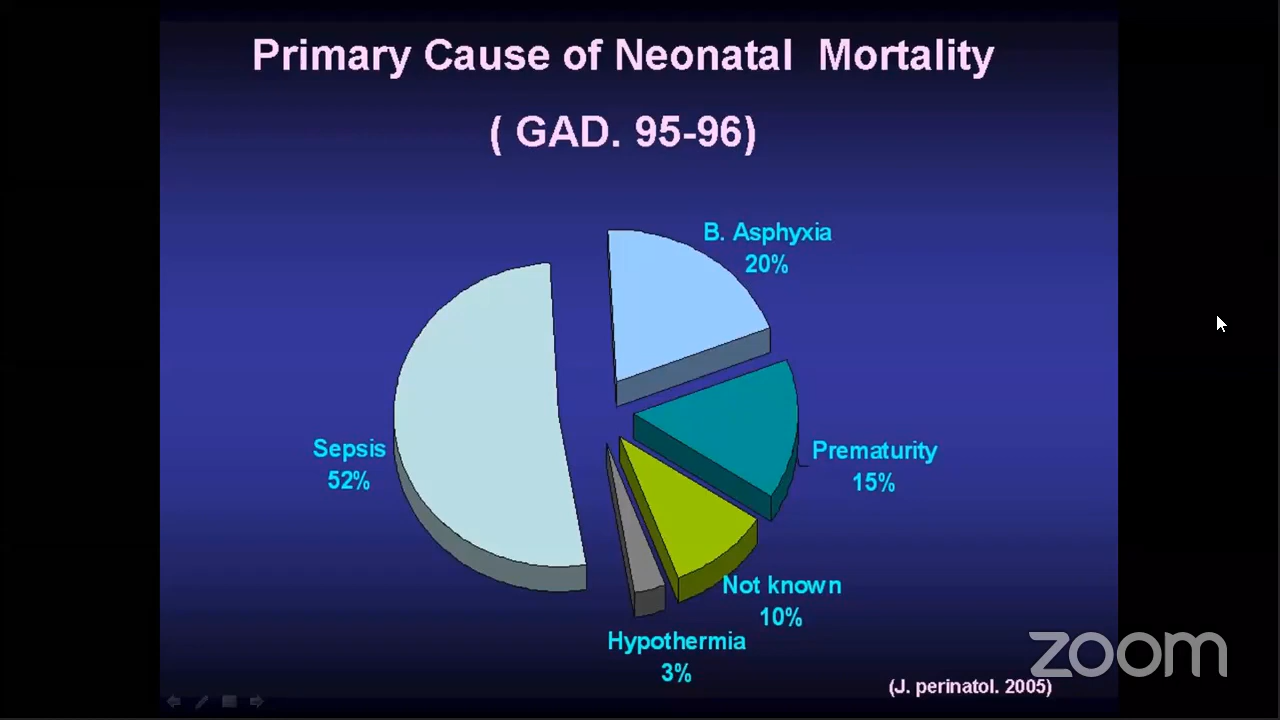 Primary Cause of Neonatal Mortality
( GAD. 95-96)
B. Asphyxia
20%
Sepsis
52%
Prematurity
15%
Not known
10%
Hypothermia
3%
zoom
(J. perinatol. 2005)